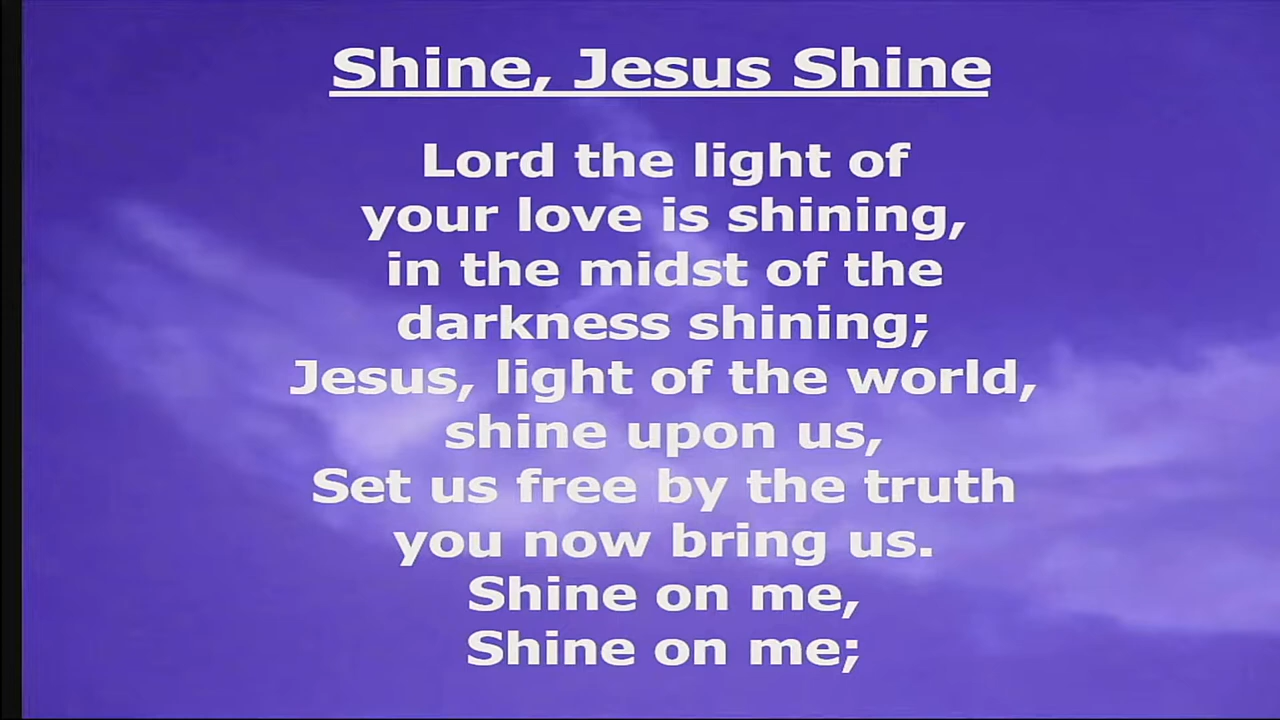 Shine, Jesus Shine
Lord the light of
your love is shining,
in the midst of the
darkness shining;
Jesus, light of the world,
shine upon us,
Set us free by the truth
you now bring us.
Shine on me,
Shine on me;